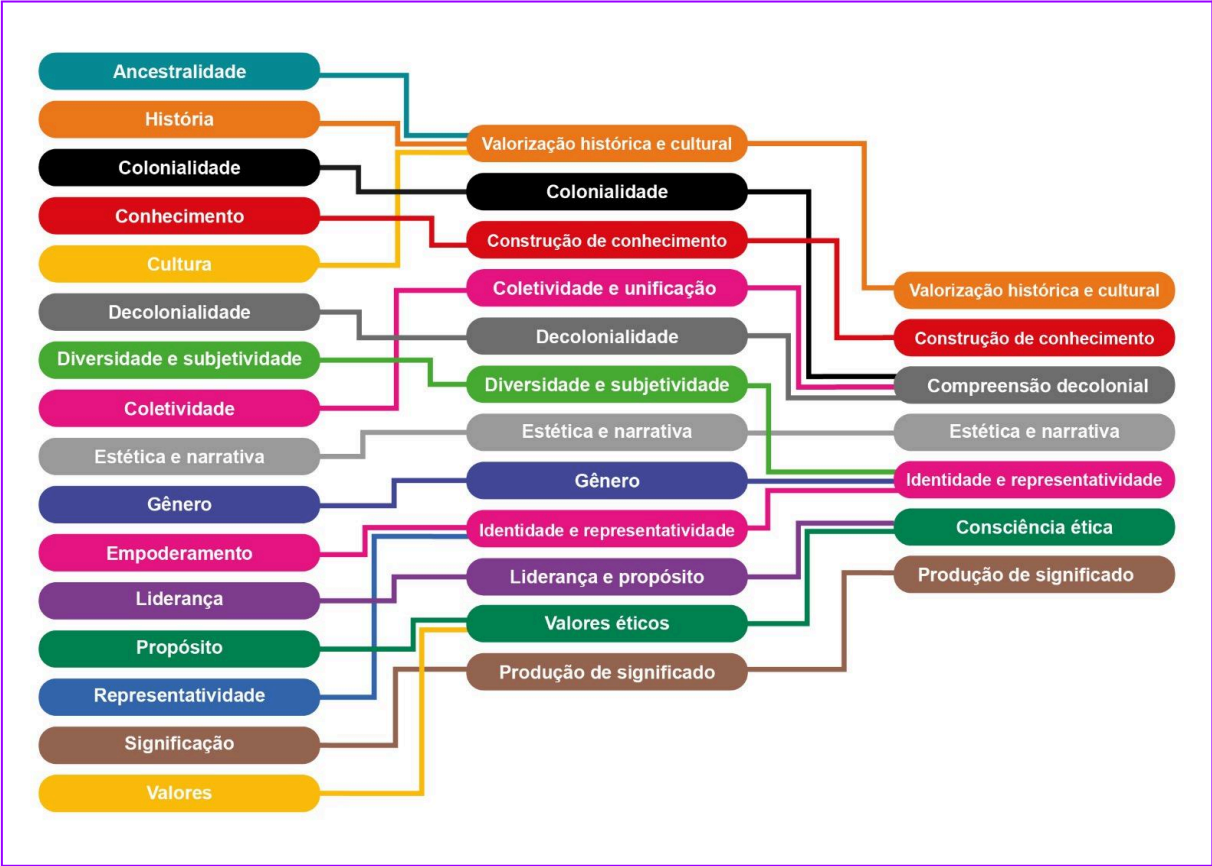 Ancestralidade
História
Colonialidade
Conhecimento
Cultura
Decolonialidade
Diversidade e subjetividade
Coletividade
Estética e narrativa
Gênero
Empoderamento
Liderança
Propósito
Representatividade
Significação
Valores
Valorização histórica e cultural
Colonialidade
Construção de conhecimento
Coletividade e unificação
Decolonialidade
Diversidade e subjetividade
Estética e narrativa
Gênero
Identidade e representatividade
Liderança e propósito
Valores éticos
Produção de significado
Valorização histórica e cultural
Construção de conhecimento
Compreensão decolonial
Estética e narrativa
Identidade e representatividade
Consciência ética
Produção de significado